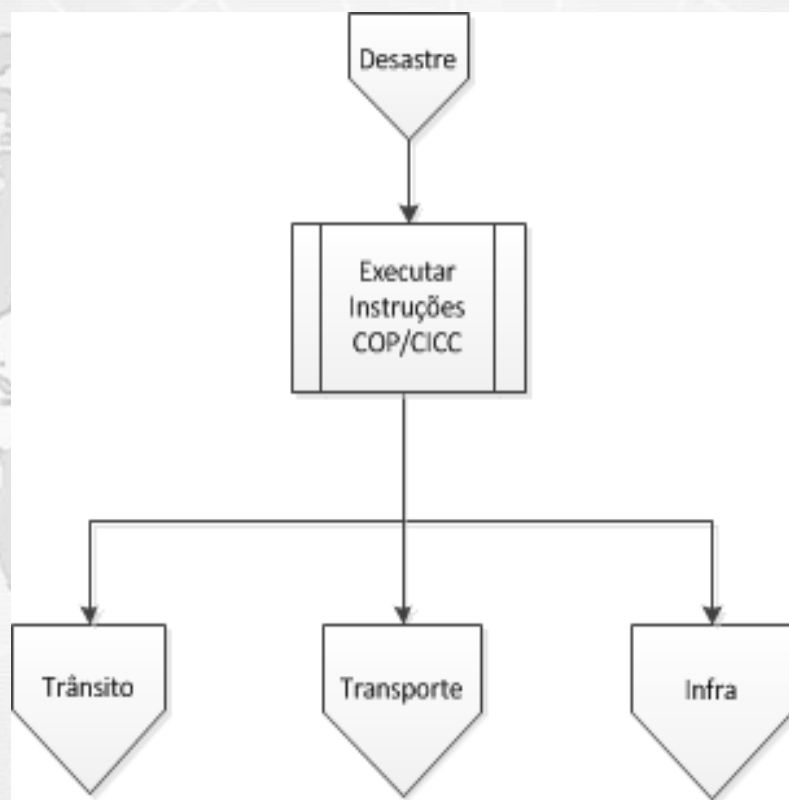 Desastre
Executar
Instruções
COP/CICC
Trânsito
Transporte
Infra